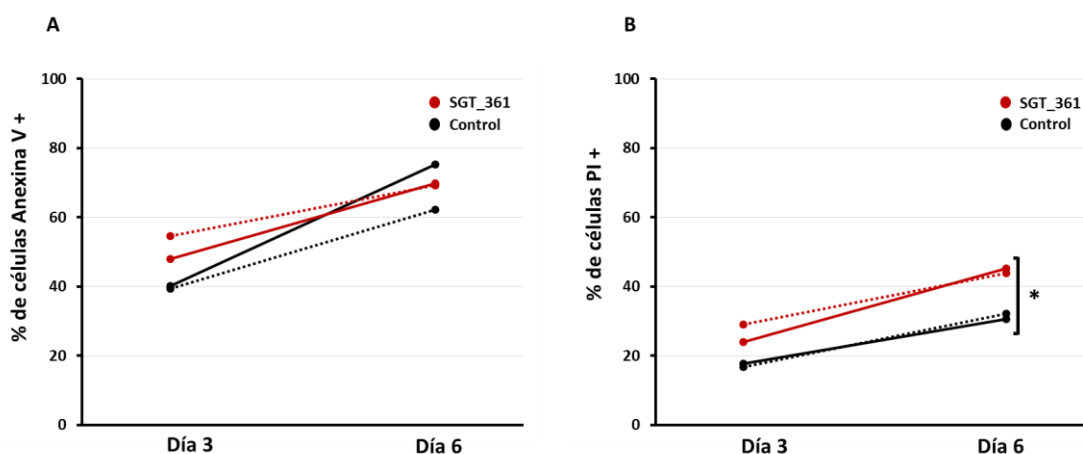 A
% de células Anexina V +
100
80
60
40
20
0
SGT_361
Control
Día 3
Día 6
B
% de células PI +
100
80
60
40
20
0
SGT_361
Control
*
Día 3
Día 6